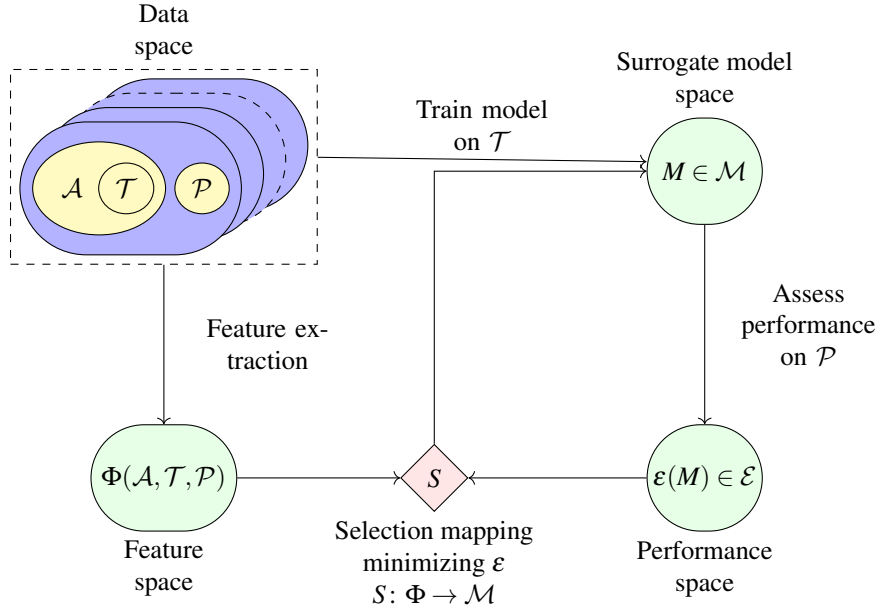 Data
space
𝒜
𝒯
𝒫
Train model
on 𝒯
Surrogate model
space
M ∈ ℳ
Feature ex-
traction
Assess
performance
on 𝒫
Φ(𝒜, 𝒯, 𝒫)
Feature
space
S
Selection mapping
minimizing ε
S: Φ → ℳ
ε(M) ∈ ℰ
Performance
space